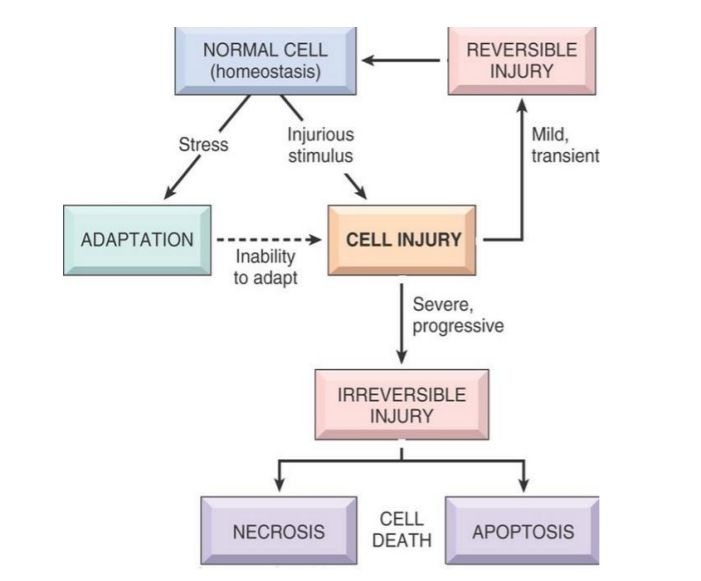 NORMAL CELL
(homeostasis)
REVERSIBLE
INJURY
Stress
Injurious
stimulus
Mild,
transient
ADAPTATION
Inability
to adapt
CELL INJURY
Severe,
progressive
IRREVERSIBLE
INJURY
NECROSIS
CELL
DEATH
APOPTOSIS